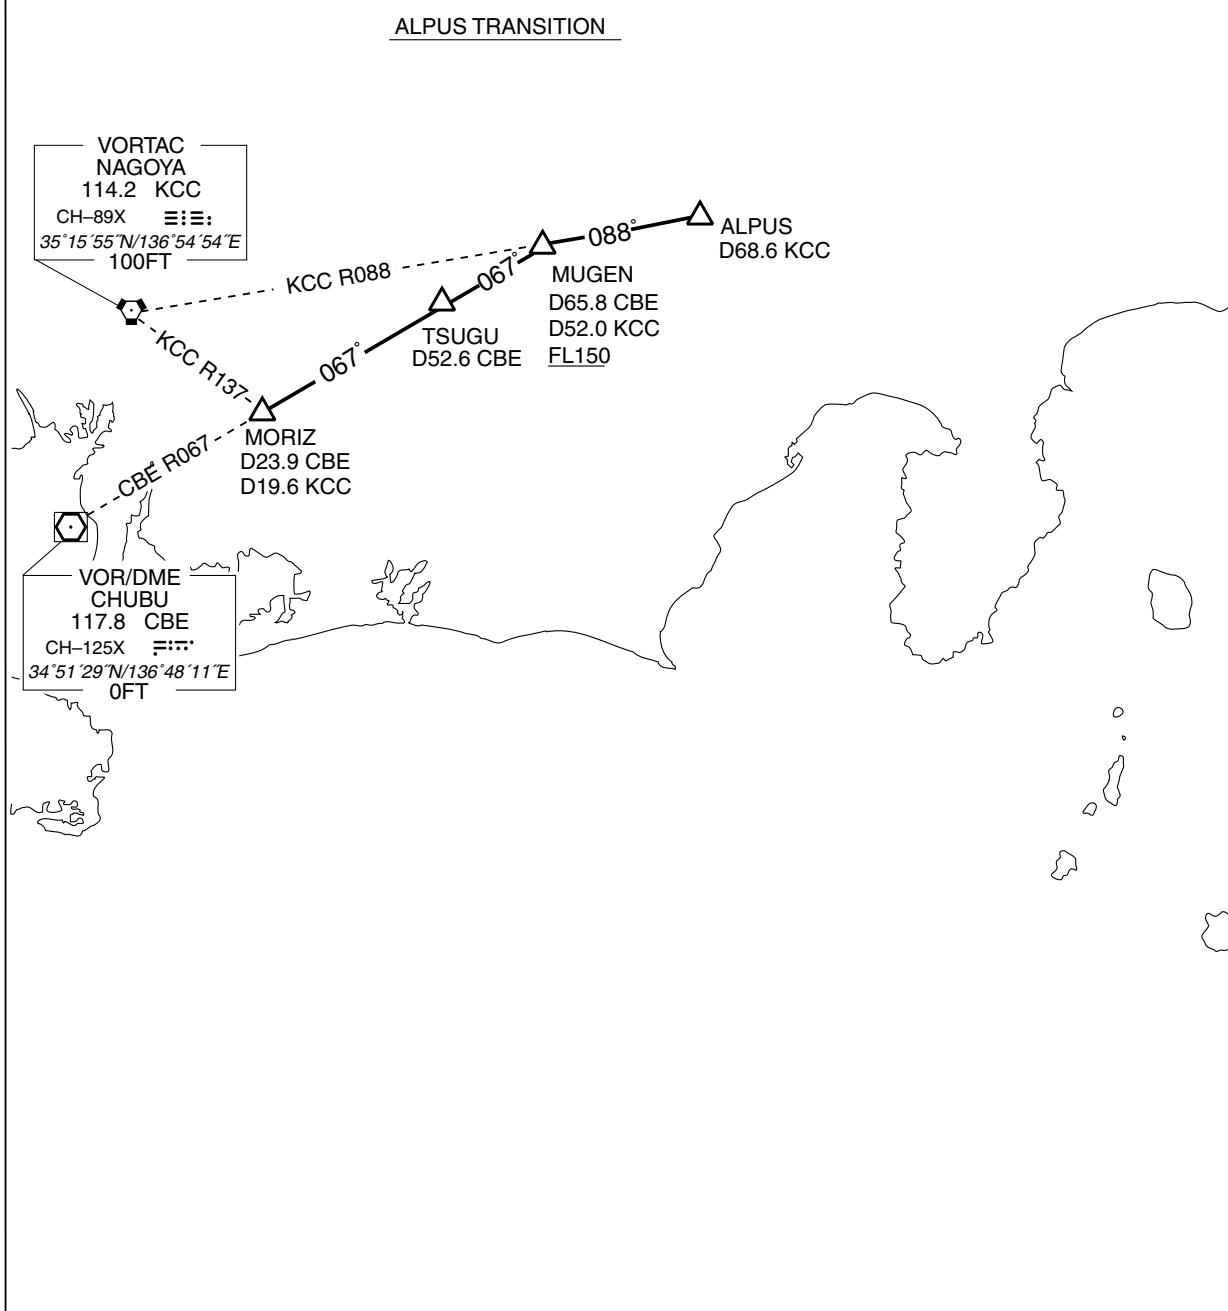 ALPUS TRANSITION
VORTAC
NAGOYA
114.2 KCC
CH–89X
35°15´55˝N/136°54´54˝E
100FT
KCC R088
KCC R137
CBE R067
067°
067°
088°
ALPUS
D68.6 KCC
MUGEN
D65.8 CBE
D52.0 KCC
FL150
TSUGU
D52.6 CBE
MORIZ
D23.9 CBE
D19.6 KCC
VOR/DME
CHUBU
117.8 CBE
CH–125X
34°51´29˝N/136°48´11˝E
0FT